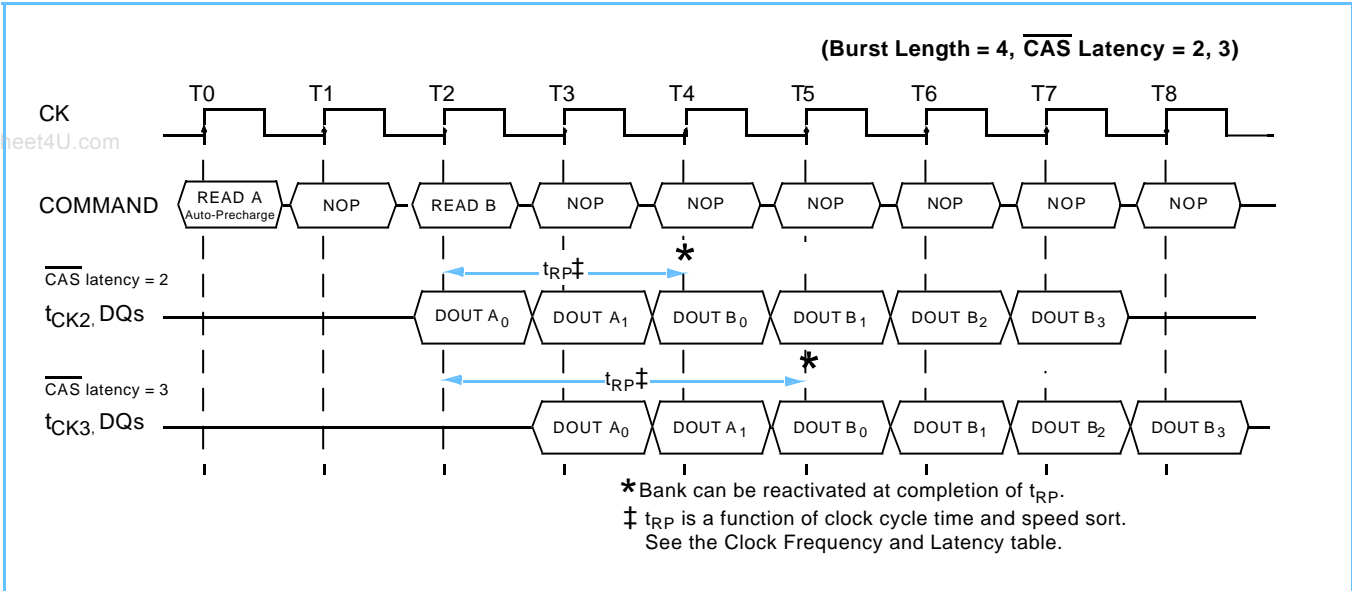 (Burst Length = 4, CAS Latency = 2, 3)
T0 T1 T2 T3 T4 T5 T6 T7 T8
CK
heet4U.com
COMMAND READ A Auto-Precharge NOP READ B NOP NOP NOP NOP NOP NOP
*
CAS latency = 2
tRP‡
tCK2, DQs DOUT A0 DOUT A1 DOUT B0 DOUT B1 DOUT B2 DOUT B3
*
CAS latency = 3
tRP‡
tCK3, DQs DOUT A0 DOUT A1 DOUT B0 DOUT B1 DOUT B2 DOUT B3
* Bank can be reactivated at completion of tRP.
‡ tRP is a function of clock cycle time and speed sort.
See the Clock Frequency and Latency table.